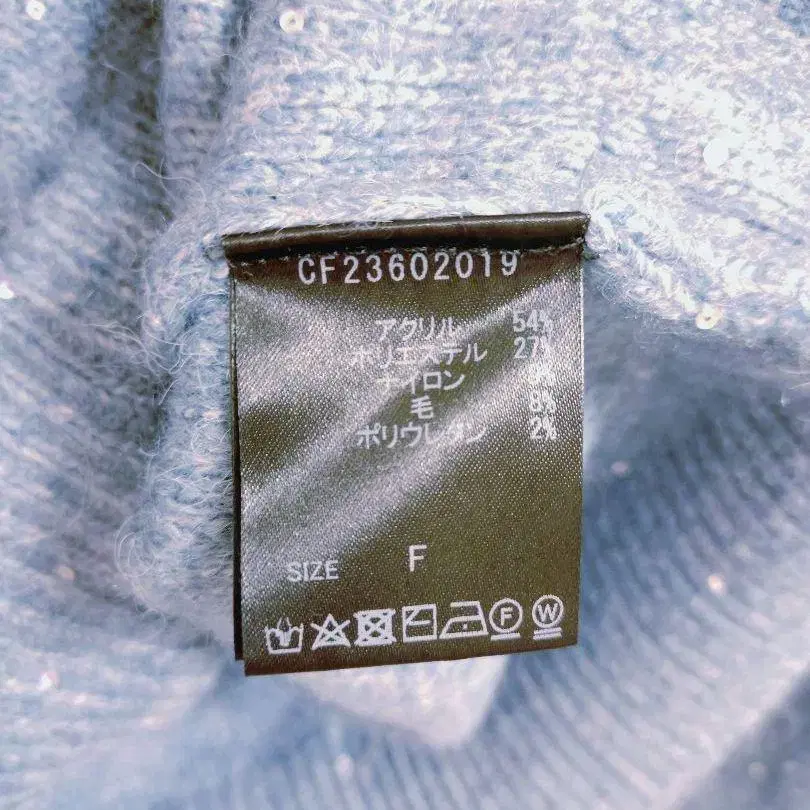 CF23602019
アクリル 54%
ポリエステル 27%
ナイロン 9%
毛 8%
ポリウレタン 2%
SIZE F
F W